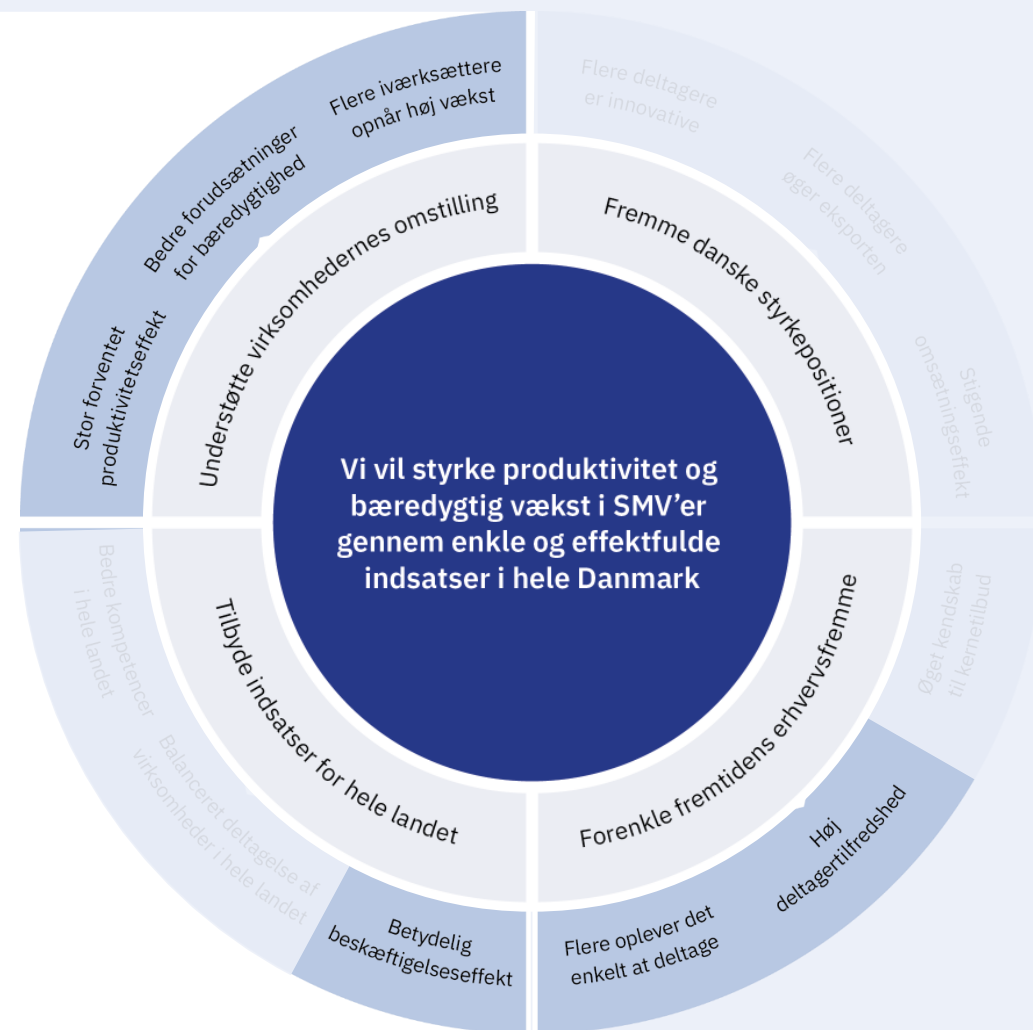 Flere iværksættere
opnår høj vækst
Bedre forudsætninger
for bæredygtighed
Stor forventet
produktivitetseffekt
Understøtte virksomhedernes omstilling
Flere deltagere
er innovative
Flere deltagere
øger eksporten
Stigende
omsætningseffekt
Fremme danske styrkepositioner
Vi vil styrke produktivitet og
bæredygtig vækst i SMV’er
gennem enkle og effektfulde
indsatser i hele Danmark
Tilbyde indsatser for hele landet
Bedre kompetencer
i hele landet
Balanceret deltagelse af
virksomheder i hele landet
Betydelig
beskæftigelseseffekt
Forenkle fremtidens erhvervsfremme
Øget kendskab
til kernetilbud
Høj
deltagertilfredshed
Flere oplever det
enkelt at deltage